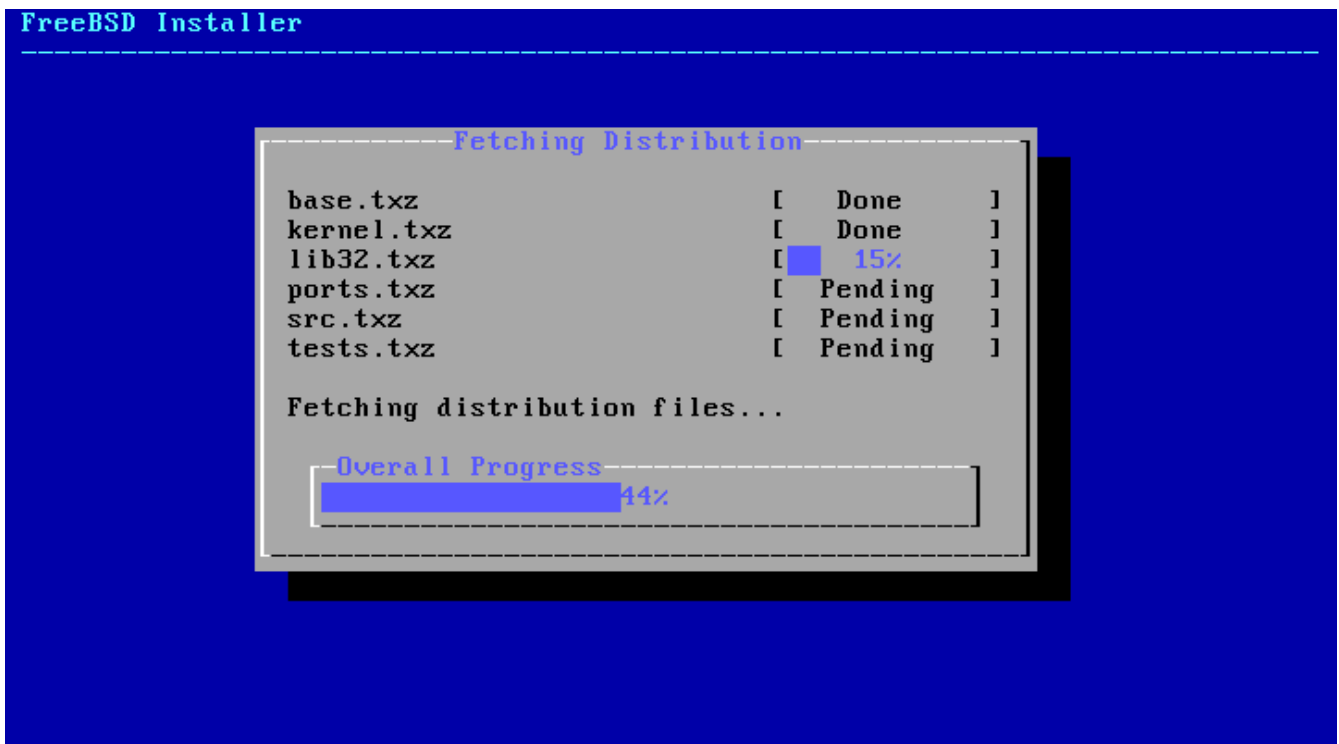 FreeBSD Installer
Fetching Distribution
base.txz [ Done ]
kernel.txz [ Done ]
lib32.txz [ 15% ]
ports.txz [ Pending ]
src.txz [ Pending ]
tests.txz [ Pending ]
Fetching distribution files...
Overall Progress
44%